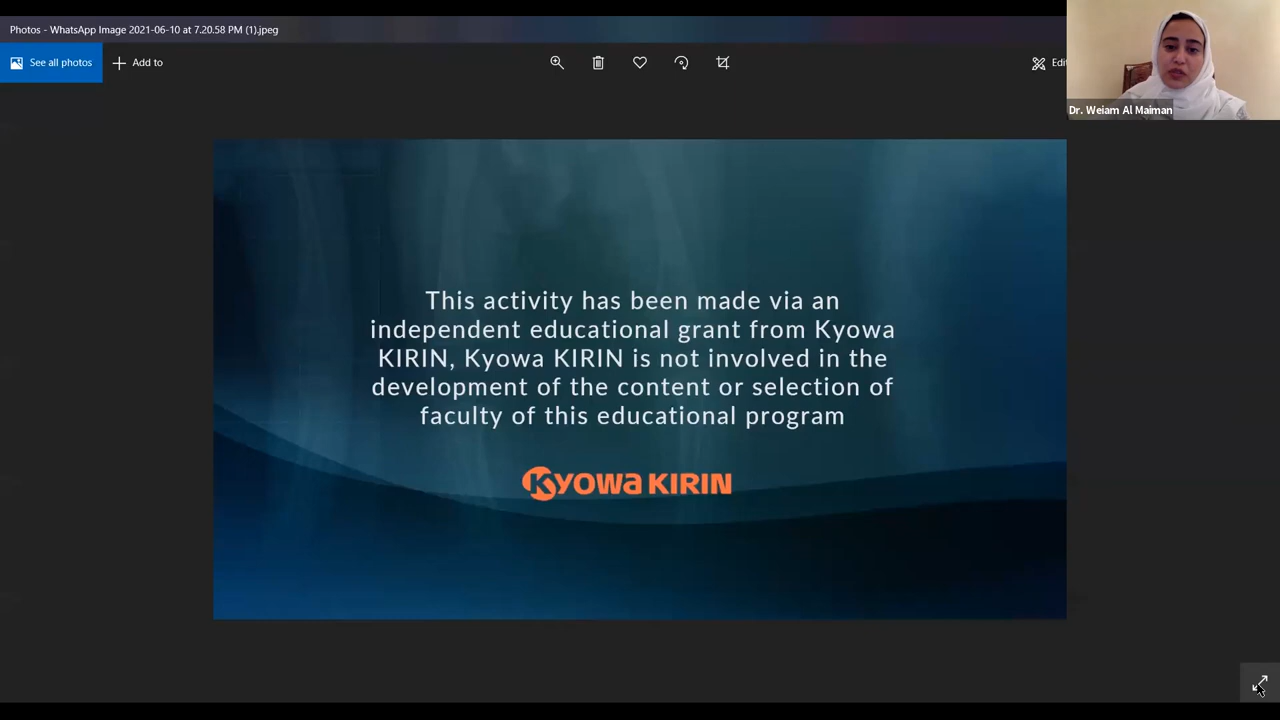 Photos - WhatsApp Image 2021-06-10 at 7.20.58 PM (1).jpeg
See all photos
Add to
Edi
Dr. Weiam Al Maiman
This activity has been made via an
independent educational grant from Kyowa
KIRIN, Kyowa KIRIN is not involved in the
development of the content or selection of
faculty of this educational program
Kyowa KIRIN